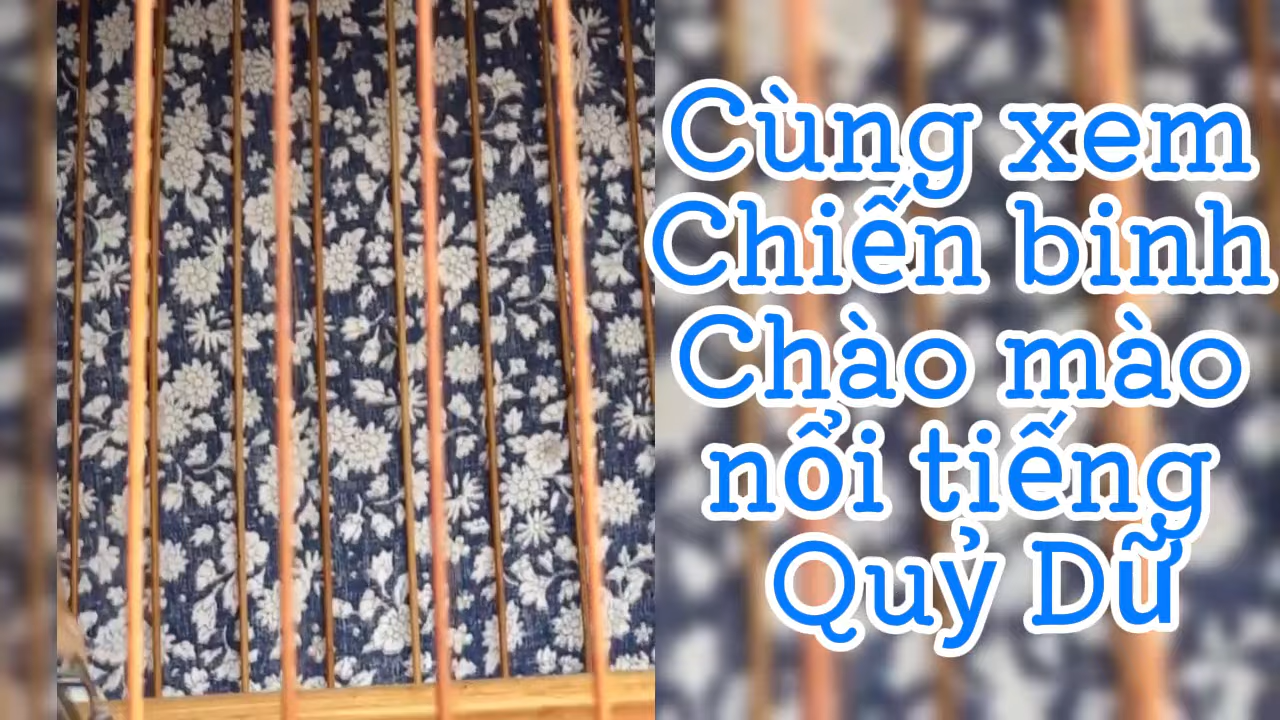 Cùng xem
Chiến binh
Chào mào
nổi tiếng
Quỷ Dữ